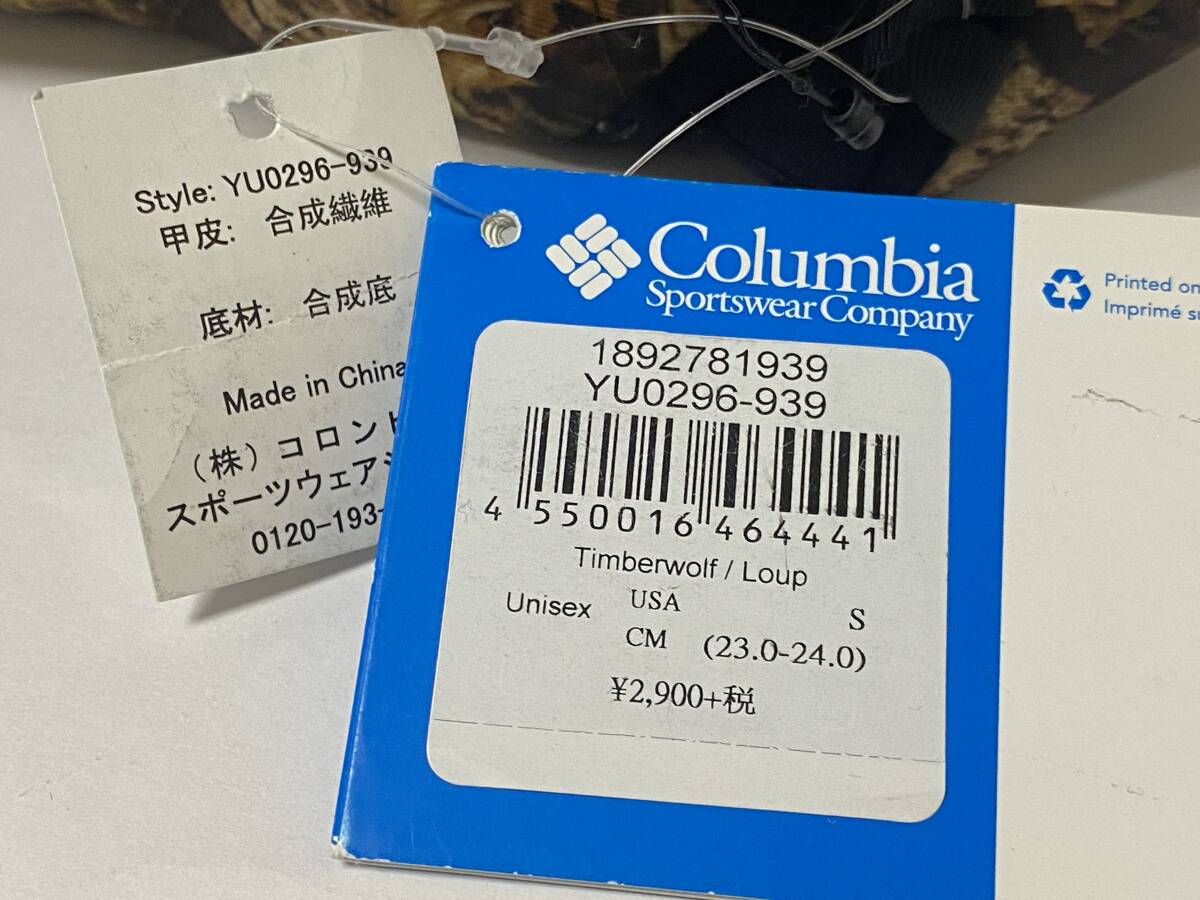 Style: YU0296-939
甲皮: 合成繊維
底材: 合成底
Made in China
（株）コロン
スポーツウェア
0120-193-
Columbia
Sportswear Company
1892781939
YU0296-939
4 550016 464441
Timberwolf / Loup
Unisex USA S
CM (23.0-24.0)
¥2,900+税
Printed on
Imprimé